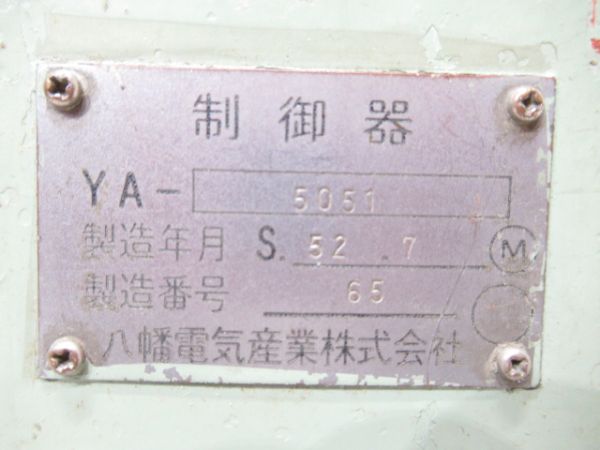 制御器
YA- 5051
製造年月 S. 52.7 M
製造番号 65
八幡電気産業株式会社